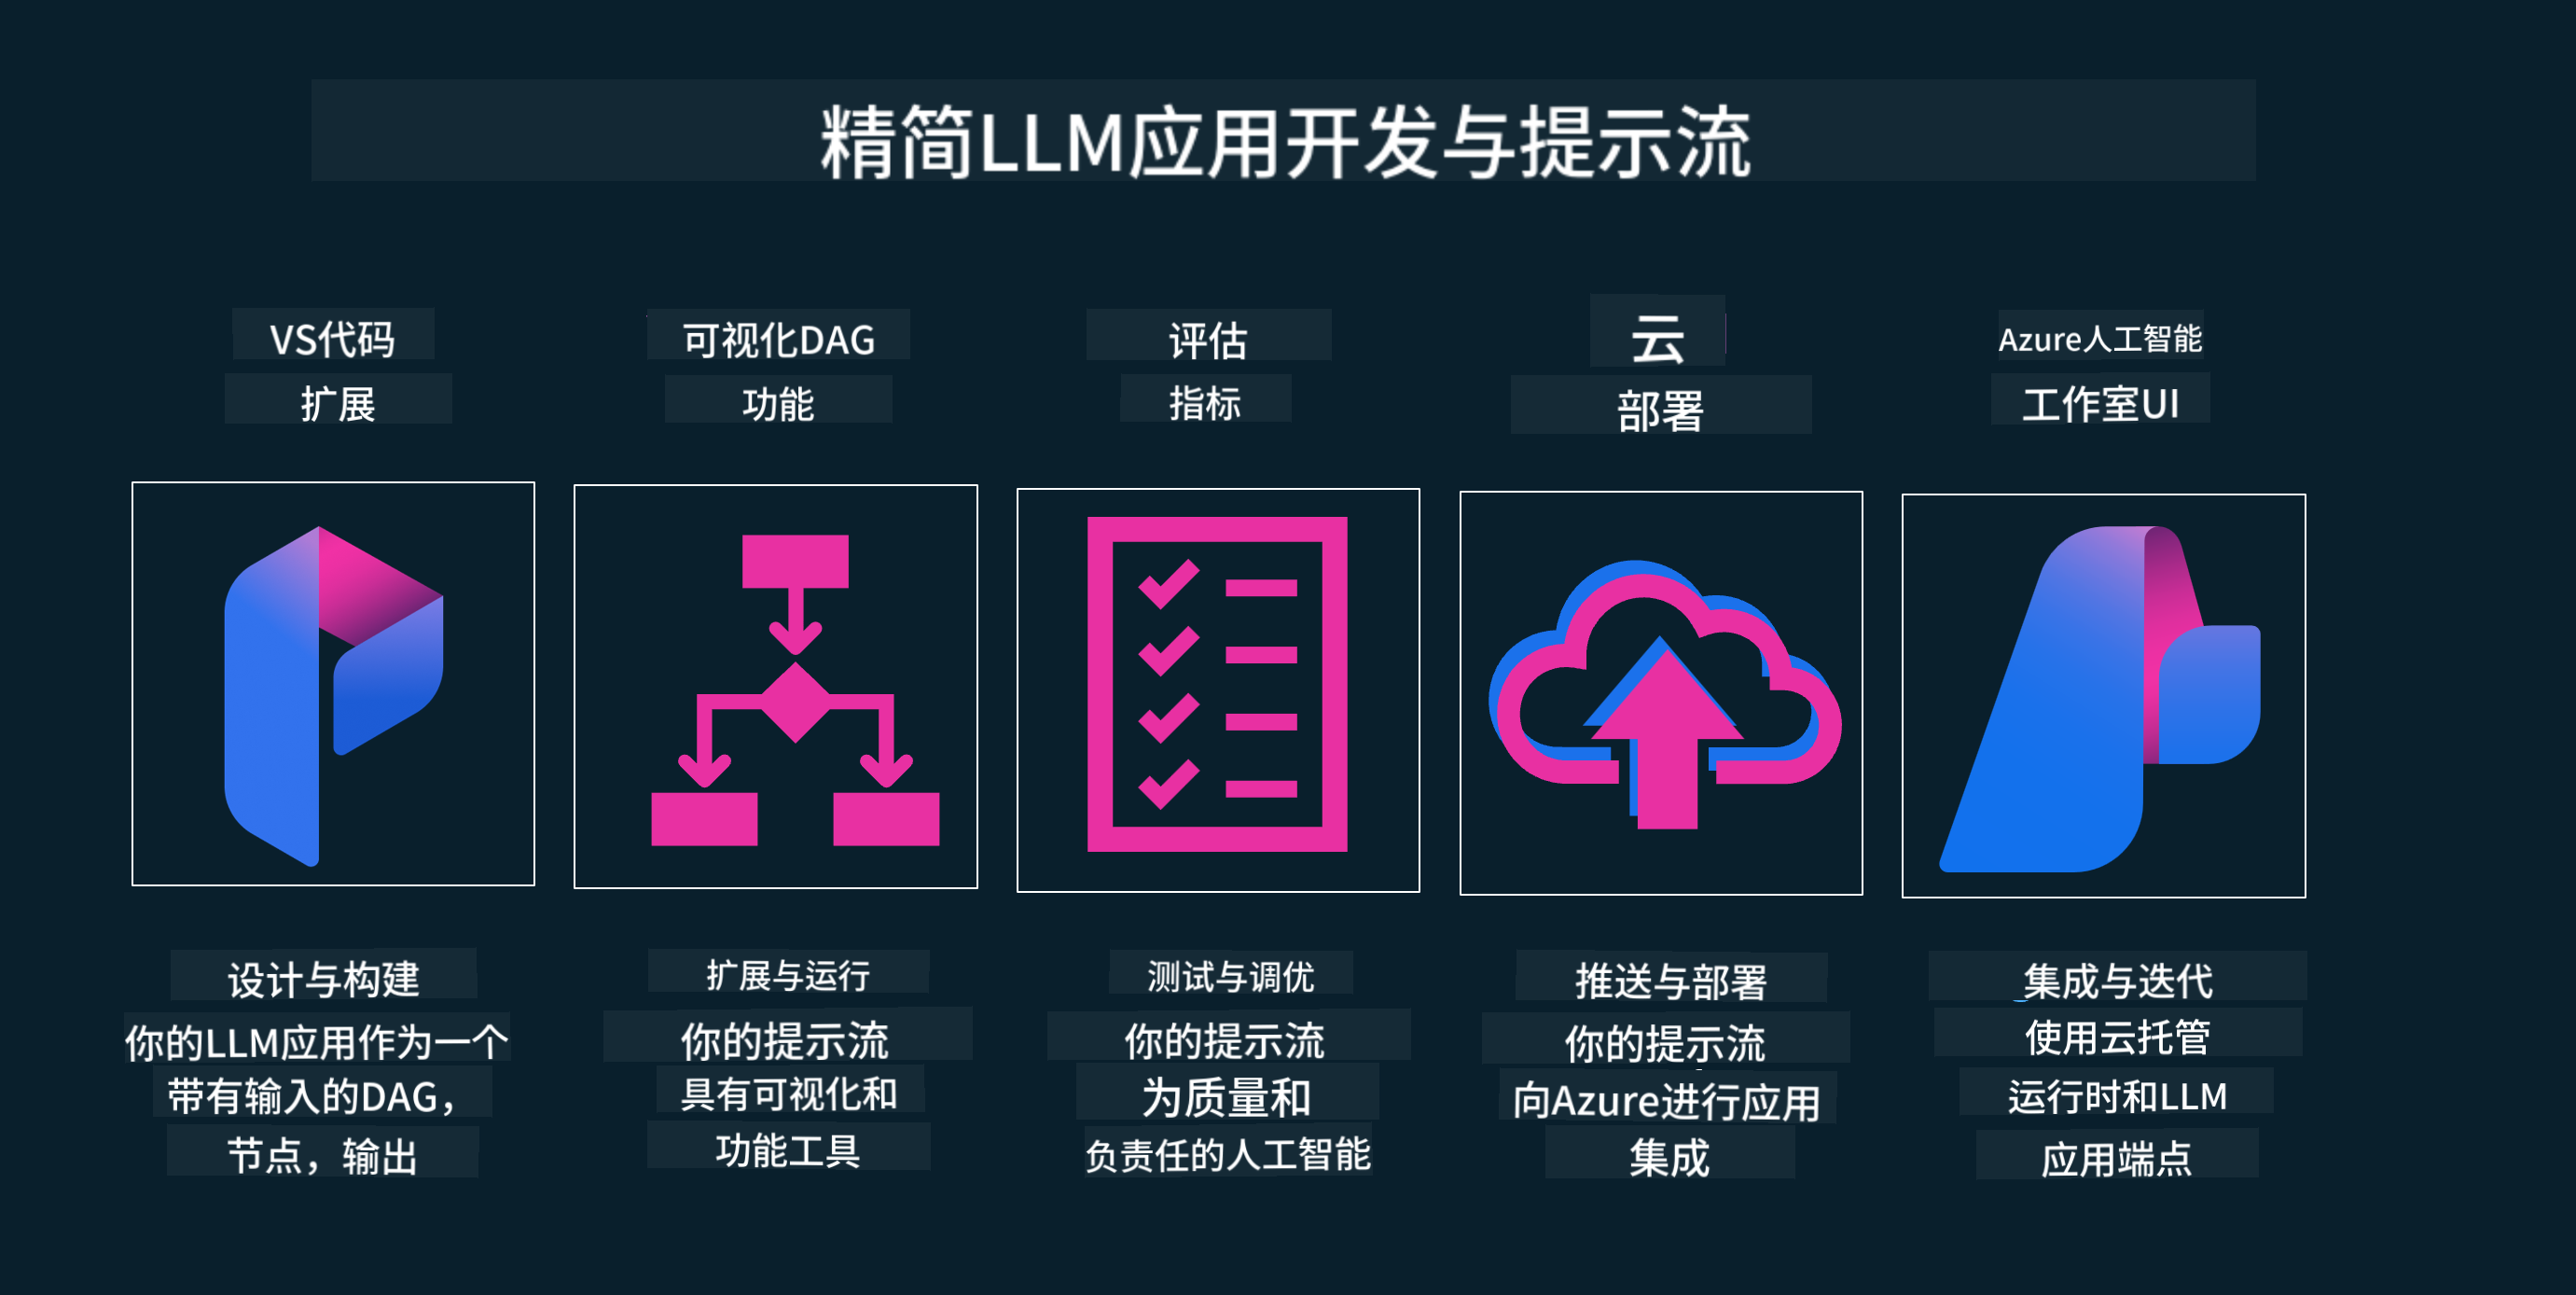 精简LLM应用开发与提示流
VS代码
扩展
可视化DAG
功能
评估
指标
云
部署
Azure人工智能
工作室UI
设计与构建
你的LLM应用作为一个
带有输入的DAG，
节点，输出
扩展与运行
你的提示流
具有可视化和
功能工具
测试与调优
你的提示流
为质量和
负责任的人工智能
推送与部署
你的提示流
向Azure进行应用
集成
集成与迭代
使用云托管
运行时和LLM
应用端点